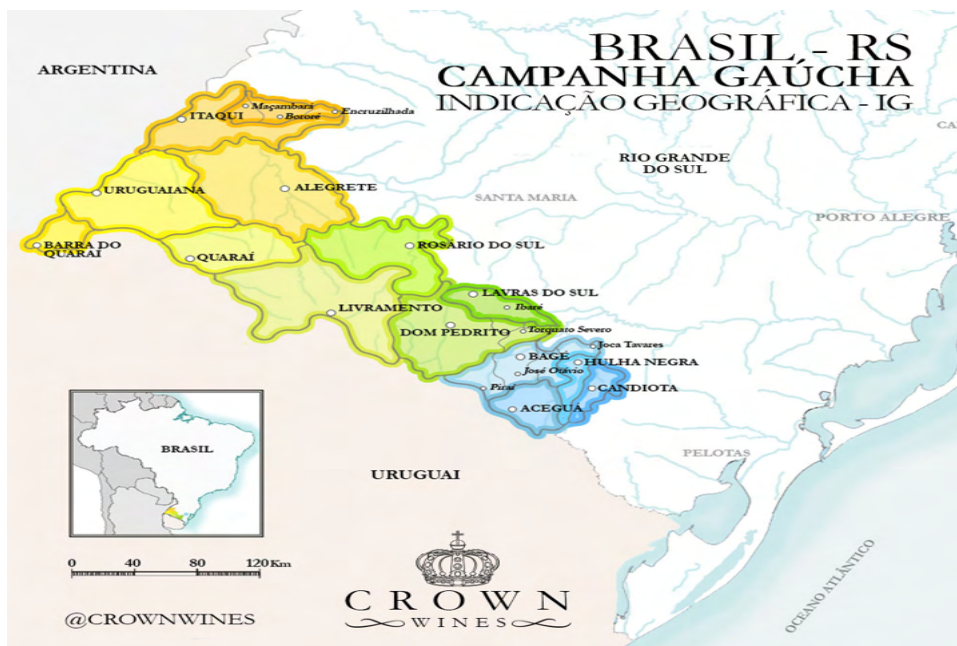 BRASIL - RS
CAMPANHA GAÚCHA
INDICAÇÃO GEOGRÁFICA - IG
ARGENTINA
Maçambará
Encruzilhada
ITAQUI
Bororé
RIO GRANDE
DO SUL
URUGUAIANA
ALEGRETE
SANTA MARIA
PORTO ALEGRE
BARRA DO
QUARAÍ
QUARAÍ
ROSÁRIO DO SUL
LAVRAS DO SUL
Ibaré
LIVRAMENTO
DOM PEDRITO
Torquato Severo
Joca Tavares
BAGÉ
HULHA NEGRA
José Otávio
Piraí
CANDIOTA
ACEGUÁ
BRASIL
PELOTAS
URUGUAI
0 40 80 120 Km
OCEANO ATLÂNTICO
CROWN
WINES
@CROWNWINES